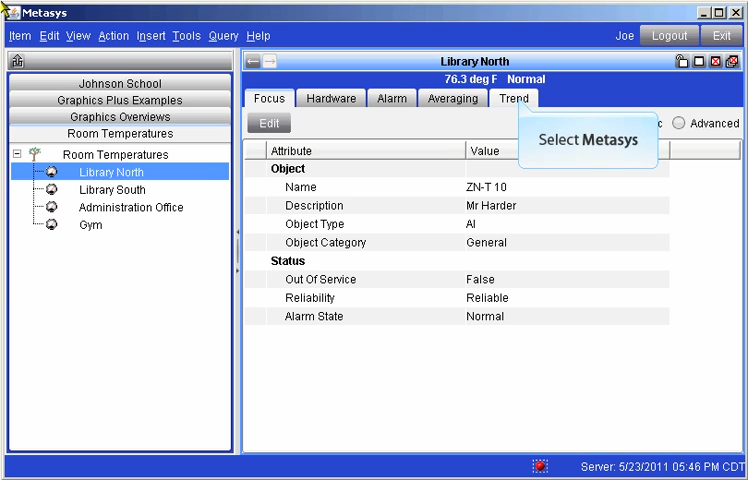 Metasys
Item Edit View Action Insert Tools Query Help
Joe Logout Exit
Johnson School
Graphics Plus Examples
Graphics Overviews
Room Temperatures
Room Temperatures
Library North
Library South
Administration Office
Gym
Library North
76.3 deg F Normal
Focus Hardware Alarm Averaging Trend
Edit
Advanced
Select Metasys
Attribute Value
Object
Name ZN-T 10
Description Mr Harder
Object Type AI
Object Category General
Status
Out Of Service False
Reliability Reliable
Alarm State Normal
Server: 5/23/2011 05:46 PM CDT